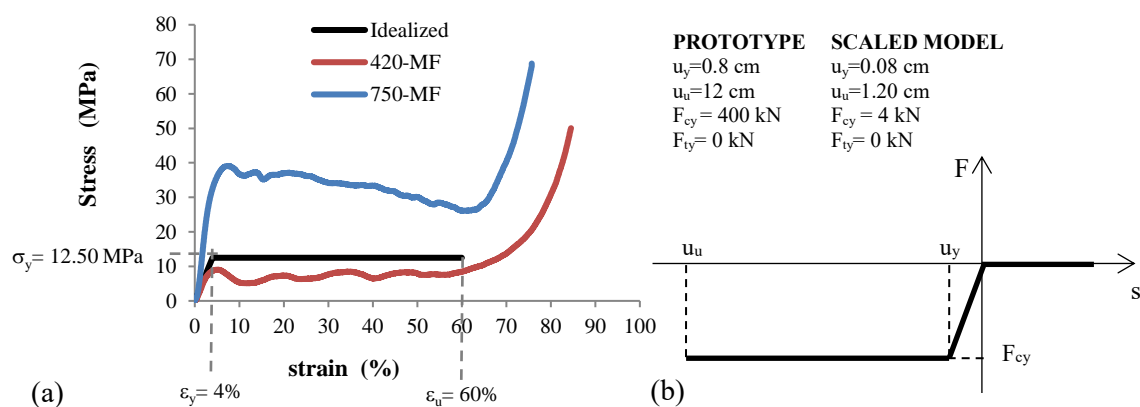 80
70
60
50
40
30
20
10
0
Stress (MPa)
Idealized
420-MF
750-MF
σy= 12.50 MPa
0 10 20 30 40 50 60 70 80 90 100
strain (%)
εy= 4%
εu= 60%
(a)
PROTOTYPE SCALED MODEL
uy=0.8 cm uy=0.08 cm
uu=12 cm uu=1.20 cm
Fcy = 400 kN Fcy = 4 kN
Fty= 0 kN Fty= 0 kN
F
uu uy
s
Fcy
(b)